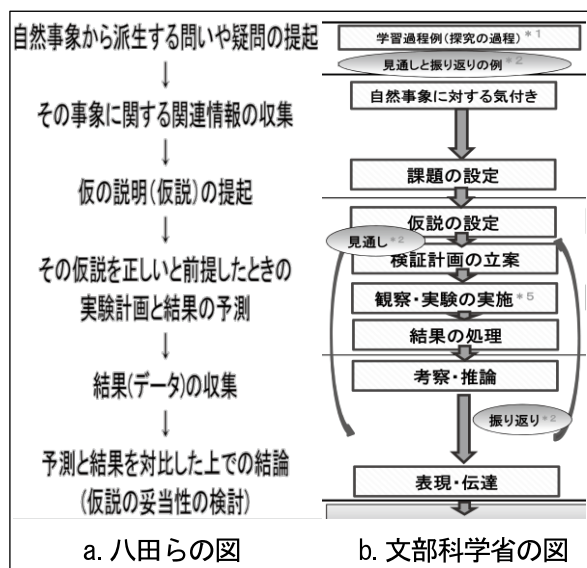 自然事象から派生する問いや疑問の提起
↓
その事象に関する関連情報の収集
↓
仮の説明(仮説)の提起
↓
その仮説を正しいと前提したときの
実験計画と結果の予測
↓
結果(データ)の収集
↓
予測と結果を対比した上での結論
(仮説の妥当性の検討)
a. 八田らの図
学習過程例(探究の過程)*1
見通しと振り返りの例*2
自然事象に対する気付き
課題の設定
仮説の設定
見通し*2
検証計画の立案
観察・実験の実施*5
結果の処理
考察・推論
振り返り*2
表現・伝達
b. 文部科学省の図